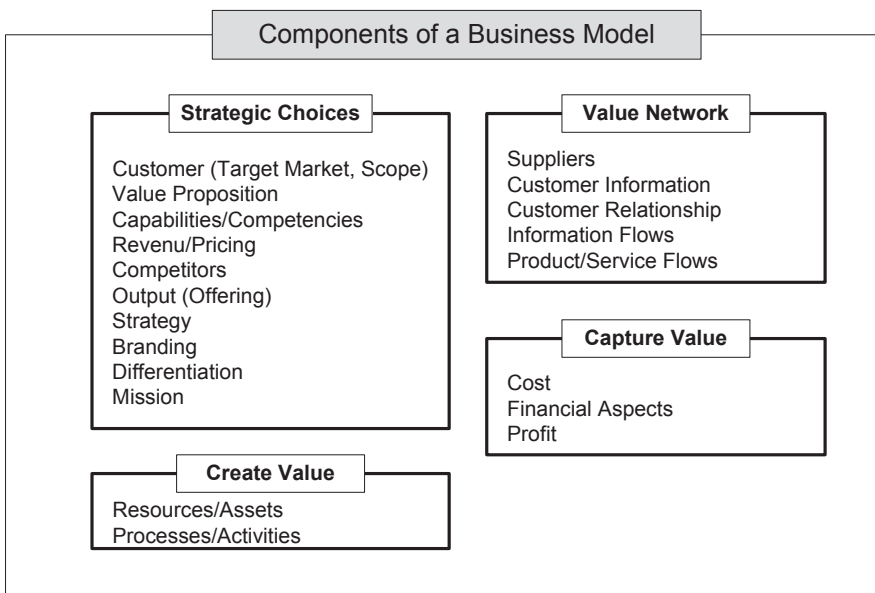 Components of a Business Model
Strategic Choices
Customer (Target Market, Scope)
Value Proposition
Capabilities/Competencies
Revenu/Pricing
Competitors
Output (Offering)
Strategy
Branding
Differentiation
Mission
Value Network
Suppliers
Customer Information
Customer Relationship
Information Flows
Product/Service Flows
Create Value
Resources/Assets
Processes/Activities
Capture Value
Cost
Financial Aspects
Profit